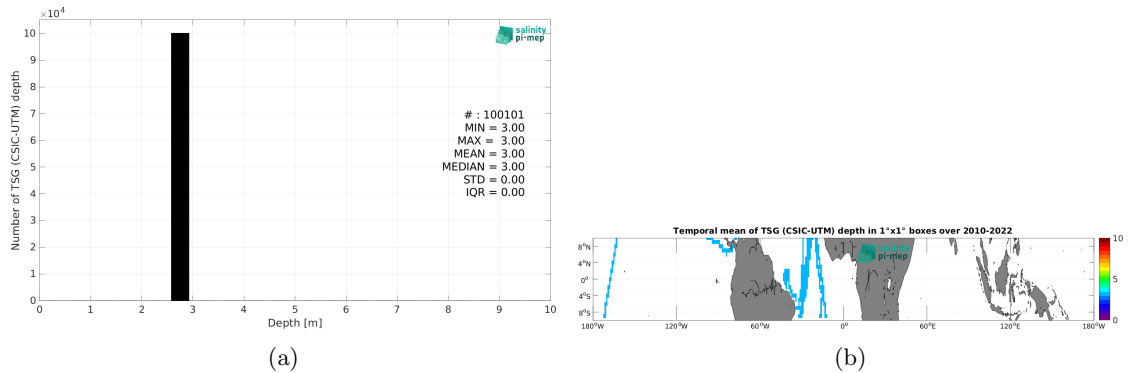 ×10⁴
10
9
8
7
6
5
4
3
2
1
0
Number of TSG (CSIC-UTM) depth
0 1 2 3 4 5 6 7 8 9 10
Depth [m]
salinity
pi-mep
# : 100101
MIN = 3.00
MAX = 3.00
MEAN = 3.00
MEDIAN = 3.00
STD = 0.00
IQR = 0.00
(a)
Temporal mean of TSG (CSIC-UTM) depth in 1°x1° boxes over 2010-2022
8°N
4°N
0°
4°S
8°S
180°W 120°W 60°W 0° 60°E 120°E 180°W
salinity
pi-mep
10
5
0
(b)